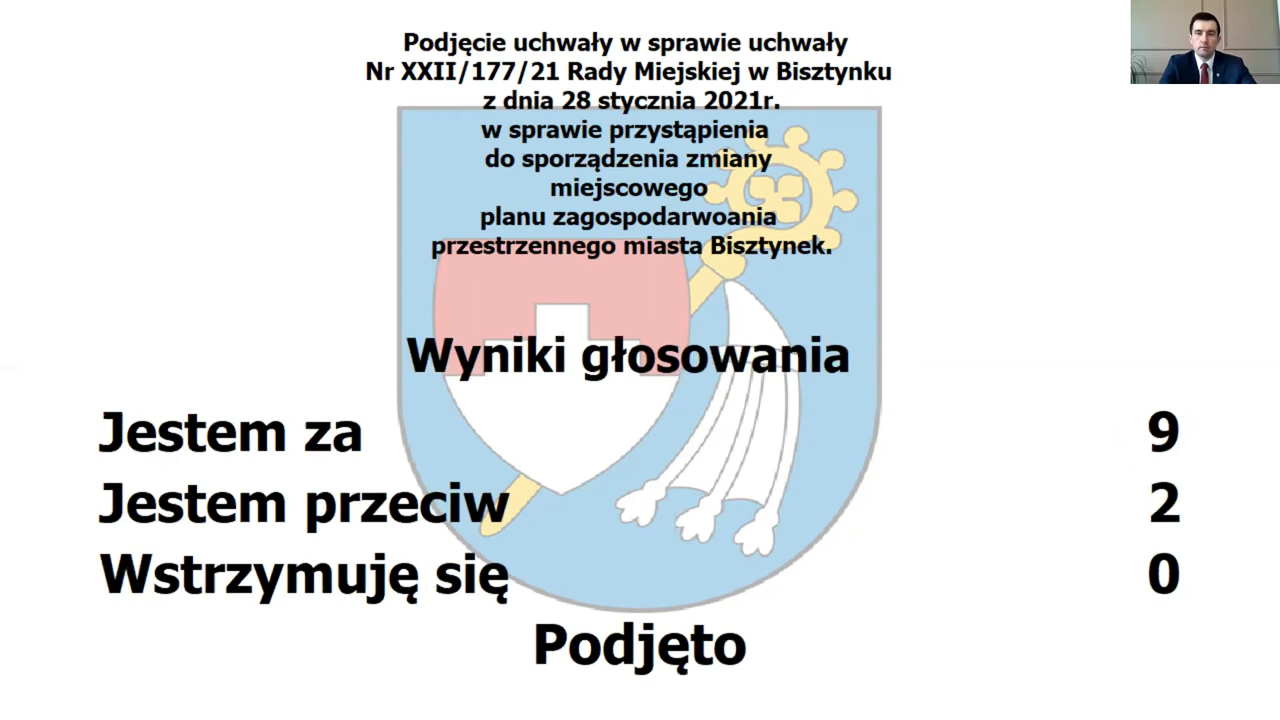 Podjęcie uchwały w sprawie uchwały
Nr XXII/177/21 Rady Miejskiej w Bisztynku
z dnia 28 stycznia 2021r.
w sprawie przystąpienia
do sporządzenia zmiany
miejscowego
planu zagospodarwoania
przestrzennego miasta Bisztynek.
Wyniki głosowania
Jestem za 9
Jestem przeciw 2
Wstrzymuję się 0
Podjęto